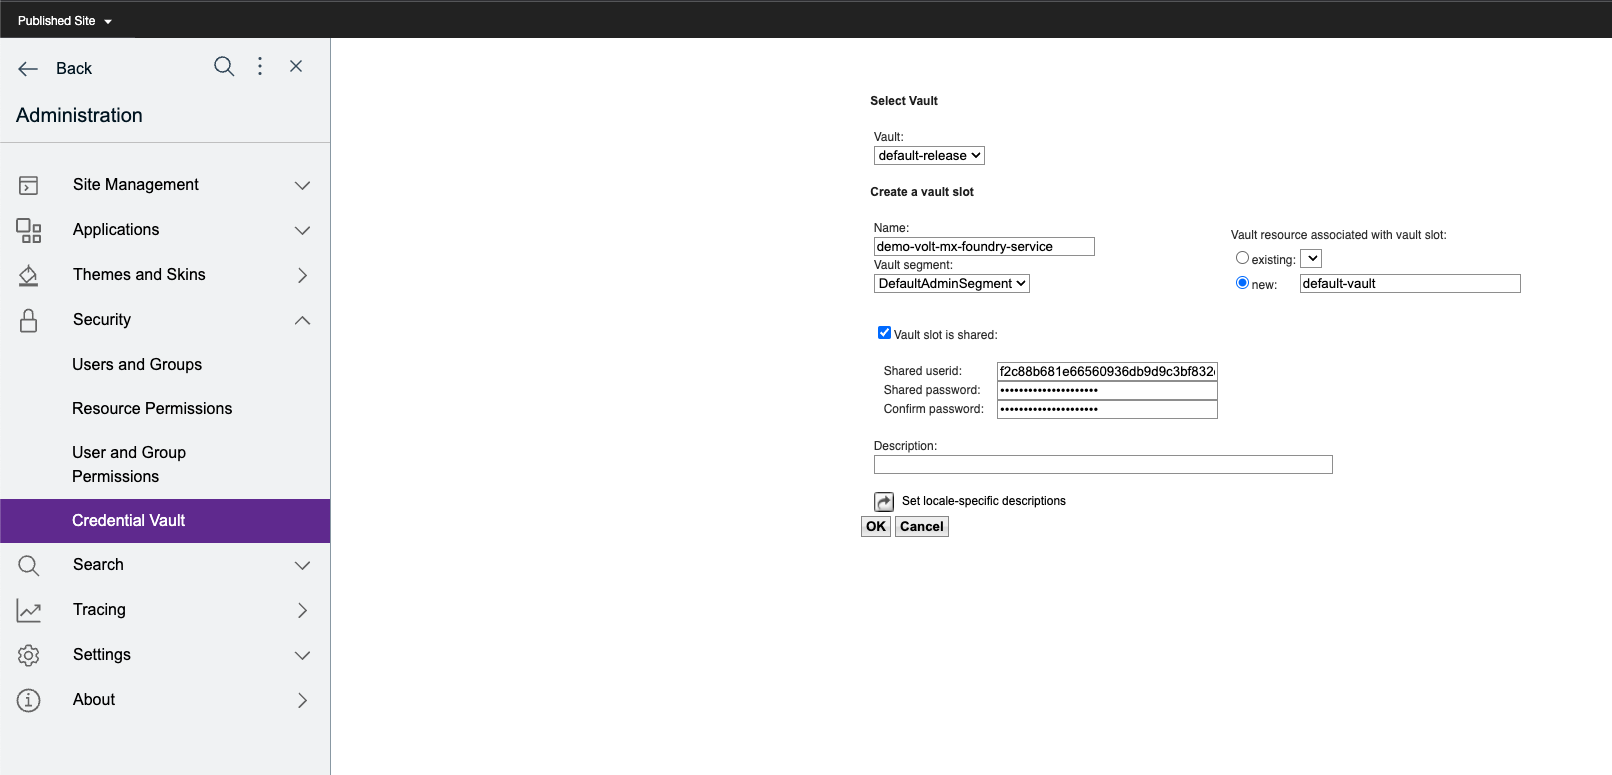 Published Site
Back
Administration
Site Management
Applications
Themes and Skins
Security
Users and Groups
Resource Permissions
User and Group
Permissions
Credential Vault
Search
Tracing
Settings
About
Select Vault
Vault:
default-release
Create a vault slot
Name:
demo-volt-mx-foundry-service
Vault segment:
DefaultAdminSegment
Vault resource associated with vault slot:
existing:
new: default-vault
Vault slot is shared:
Shared userid: f2c88b681e66560936db9d9c3bf832
Shared password: •••••••••••••••••••••
Confirm password: •••••••••••••••••••••
Description:
Set locale-specific descriptions
OK Cancel